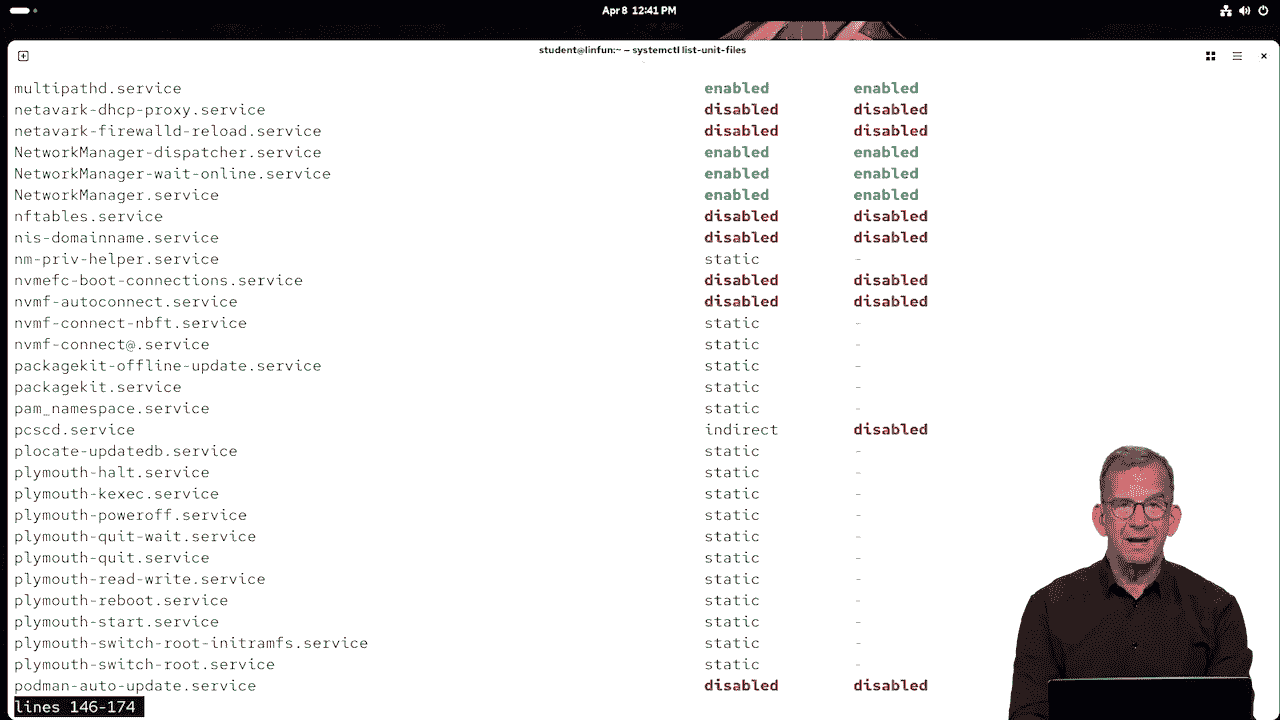 Apr 8 12:41 PM
student@linfun:~ — systemctl list-unit-files
multipathd.service enabled enabled
netavark-dhcp-proxy.service disabled disabled
netavark-firewalld-reload.service disabled disabled
NetworkManager-dispatcher.service enabled enabled
NetworkManager-wait-online.service enabled enabled
NetworkManager.service enabled enabled
nftables.service disabled disabled
nis-domainname.service disabled disabled
nm-priv-helper.service static -
nvmefc-boot-connections.service disabled disabled
nvmf-autoconnect.service disabled disabled
nvmf-connect-nbft.service static -
nvmf-connect@.service static -
packagekit-offline-update.service static -
packagekit.service static -
pam_namespace.service static -
pcscd.service indirect disabled
plocate-updatedb.service static -
plymouth-halt.service static -
plymouth-kexec.service static -
plymouth-poweroff.service static -
plymouth-quit-wait.service static -
plymouth-quit.service static -
plymouth-read-write.service static -
plymouth-reboot.service static -
plymouth-start.service static -
plymouth-switch-root-initramfs.service static -
plymouth-switch-root.service static -
podman-auto-update.service disabled disabled
lines 146-174